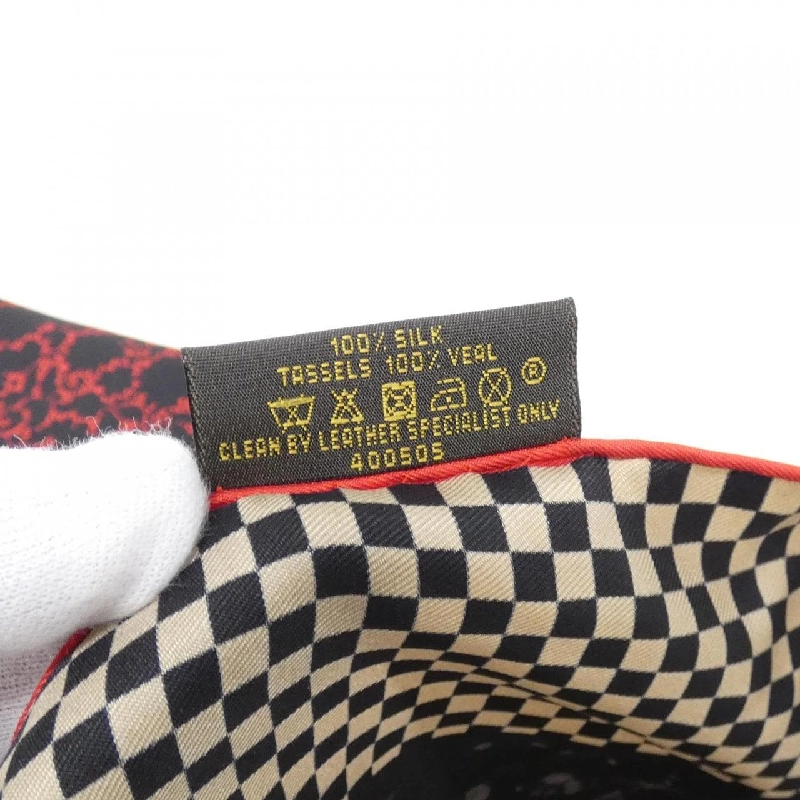 100% SILK
TASSELS 100% VEAL
®
CLEAN BY LEATHER SPECIALIST ONLY
400505